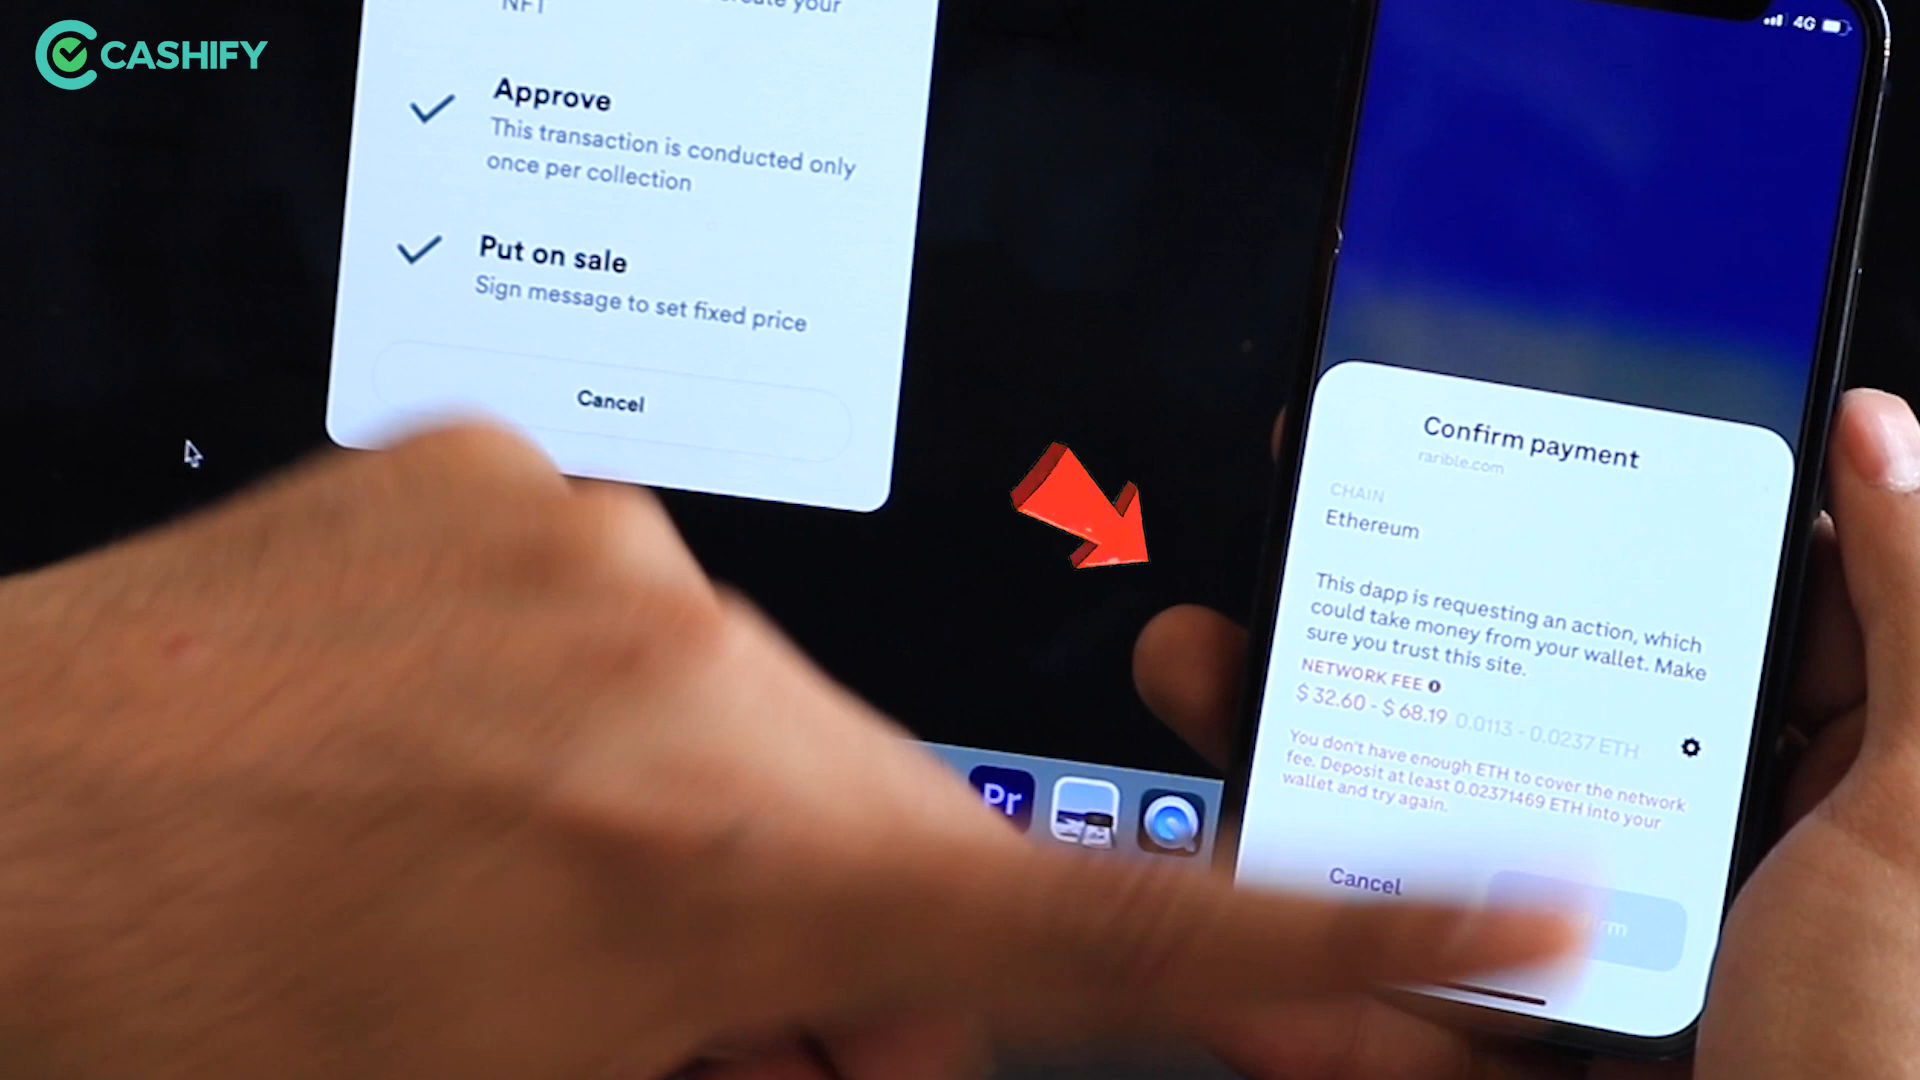 CASHIFY
your
NFT
Approve
This transaction is conducted only
once per collection
Put on sale
Sign message to set fixed price
Cancel
4G
Confirm payment
rarible.com
CHAIN
Ethereum
This dapp is requesting an action, which
could take money from your wallet. Make
sure you trust this site.
NETWORK FEE
$ 32.60 - $ 68.19 0.0113 - 0.0237 ETH
You don't have enough ETH to cover the network
fee. Deposit at least 0.02371469 ETH into your
wallet and try again.
Cancel
Pr